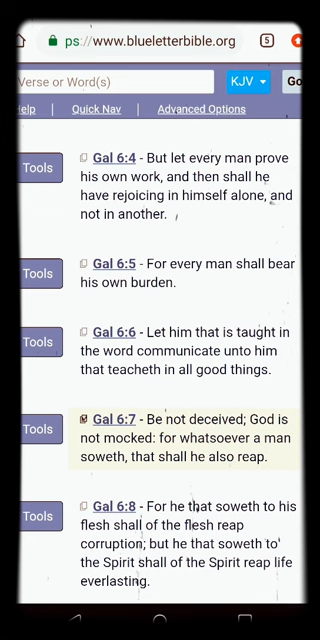 ps://www.blueletterbible.org 5
Verse or Word(s) KJV Go
elp | Quick Nav | Advanced Options
Tools Gal 6:4 - But let every man prove
his own work, and then shall he
have rejoicing in himself alone, and
not in another.
Tools Gal 6:5 - For every man shall bear
his own burden.
Tools Gal 6:6 - Let him that is taught in
the word communicate unto him
that teacheth in all good things.
Tools Gal 6:7 - Be not deceived; God is
not mocked: for whatsoever a man
soweth, that shall he also reap.
Tools Gal 6:8 - For he that soweth to his
flesh shall of the flesh reap
corruption; but he that soweth to
the Spirit shall of the Spirit reap life
everlasting.